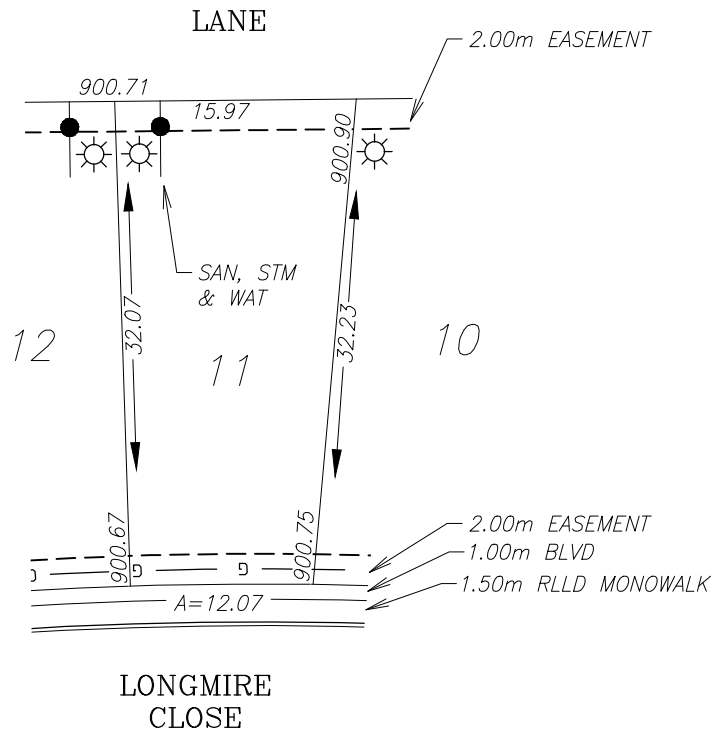 LANE
2.00m EASEMENT
900.71
15.97
900.90
SAN, STM
& WAT
32.07
32.23
12
11
10
900.67
900.75
2.00m EASEMENT
1.00m BLVD
1.50m RLLD MONOWALK
A=12.07
LONGMIRE
CLOSE